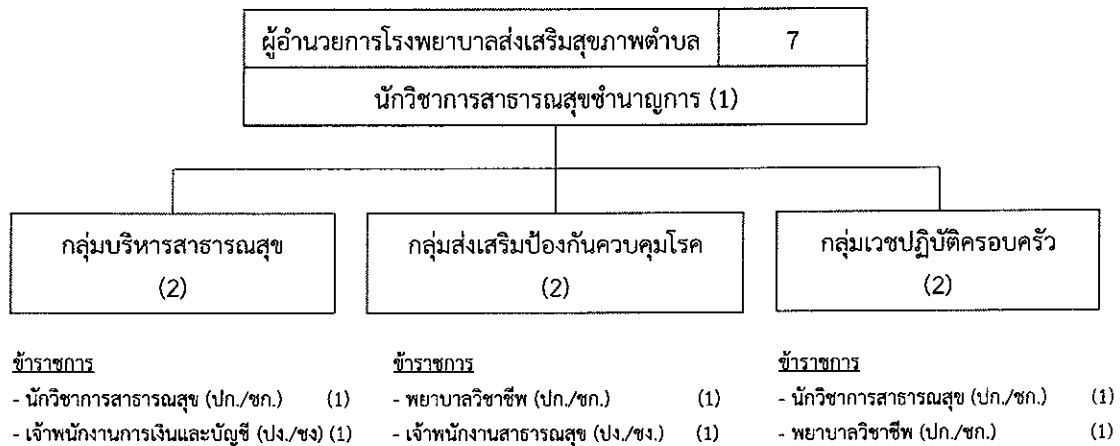 ผู้อำนวยการโรงพยาบาลส่งเสริมสุขภาพตำบล 7
นักวิชาการสาธารณสุขชำนาญการ (1)
กลุ่มบริหารสาธารณสุข
(2)
กลุ่มส่งเสริมป้องกันควบคุมโรค
(2)
กลุ่มเวชปฏิบัติครอบครัว
(2)
ข้าราชการ
- นักวิชาการสาธารณสุข (ปก./ชก.) (1)
- เจ้าพนักงานการเงินและบัญชี (ปง./ชง) (1)
ข้าราชการ
- พยาบาลวิชาชีพ (ปก./ชก.) (1)
- เจ้าพนักงานสาธารณสุข (ปง./ชง.) (1)
ข้าราชการ
- นักวิชาการสาธารณสุข (ปก./ชก.) (1)
- พยาบาลวิชาชีพ (ปก./ชก.) (1)